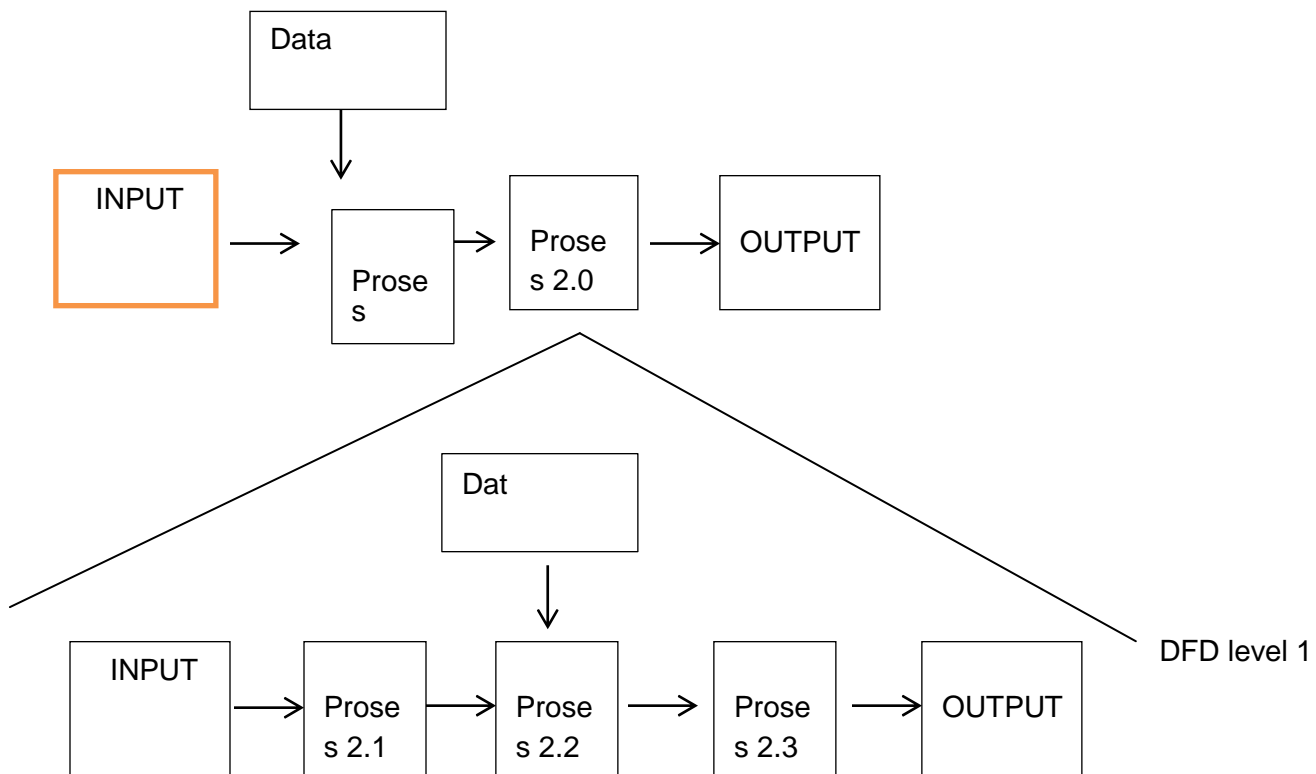 Data
INPUT
Prose
s
Prose
s 2.0
OUTPUT
Dat
DFD level 1
INPUT
Prose
s 2.1
Prose
s 2.2
Prose
s 2.3
OUTPUT